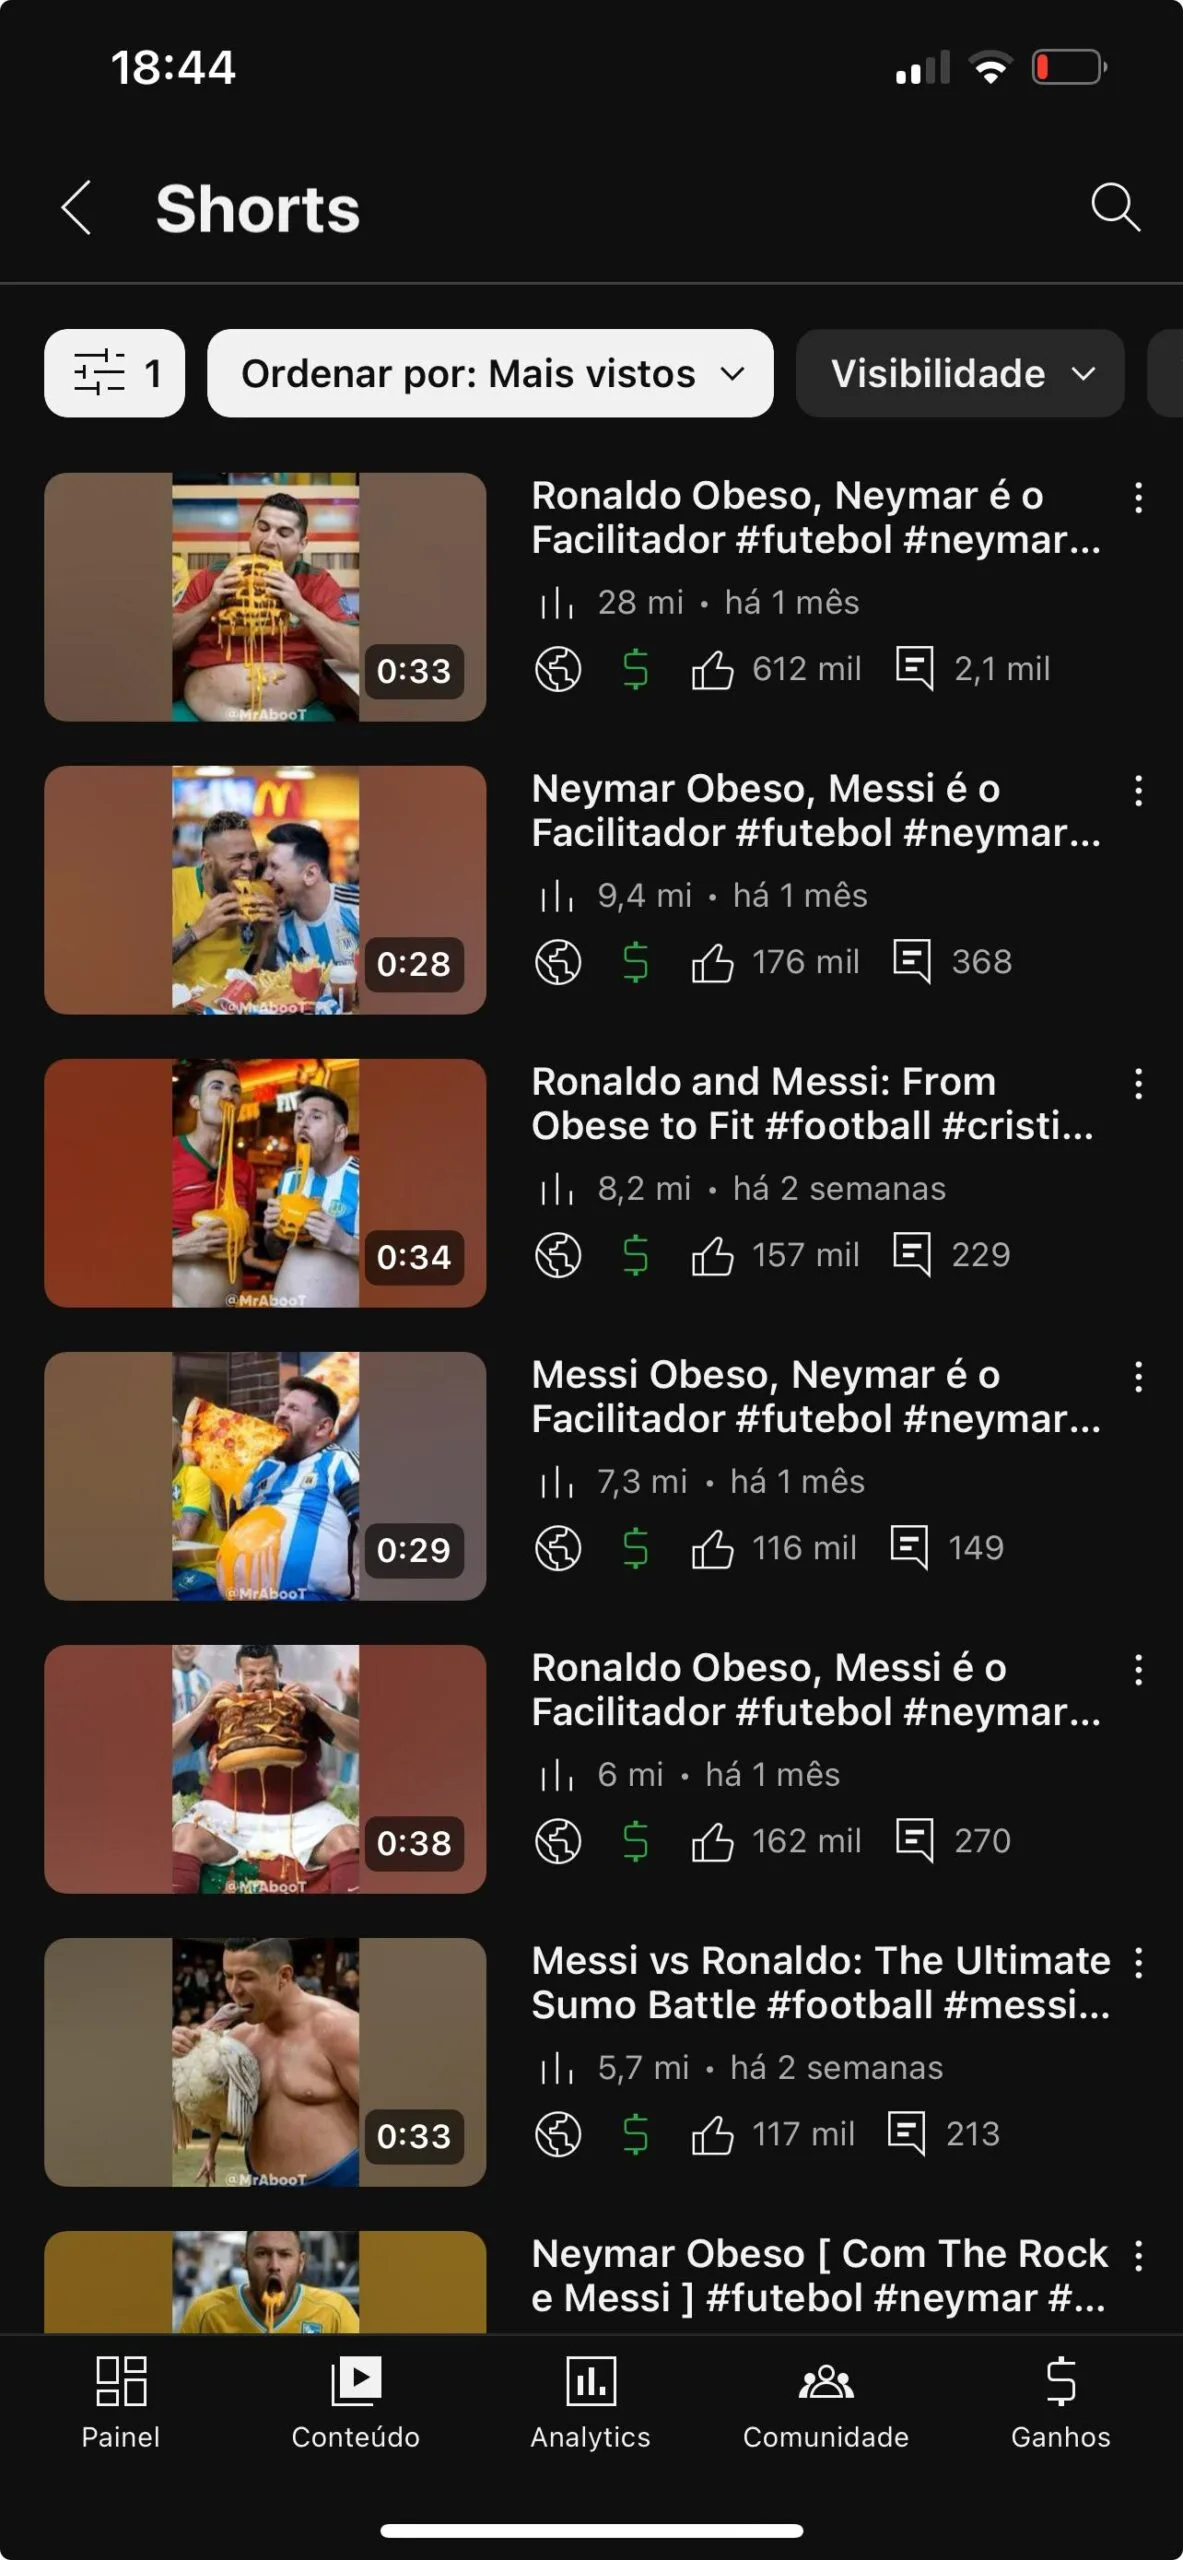 18:44
Shorts
1
Ordenar por: Mais vistos
Visibilidade
Ronaldo Obeso, Neymar é o
Facilitador #futebol #neymar...
28 mi • há 1 mês
612 mil
2,1 mil
0:33
@MrAbooT
Neymar Obeso, Messi é o
Facilitador #futebol #neymar...
9,4 mi • há 1 mês
176 mil
368
0:28
@MrAbooT
Ronaldo and Messi: From
Obese to Fit #football #cristi...
8,2 mi • há 2 semanas
157 mil
229
0:34
@MrAbooT
Messi Obeso, Neymar é o
Facilitador #futebol #neymar...
7,3 mi • há 1 mês
116 mil
149
0:29
@MrAbooT
Ronaldo Obeso, Messi é o
Facilitador #futebol #neymar...
6 mi • há 1 mês
162 mil
270
0:38
@MrAbooT
Messi vs Ronaldo: The Ultimate
Sumo Battle #football #messi...
5,7 mi • há 2 semanas
117 mil
213
0:33
@MrAbooT
Neymar Obeso [ Com The Rock
e Messi ] #futebol #neymar #...
Painel
Conteúdo
Analytics
Comunidade
Ganhos